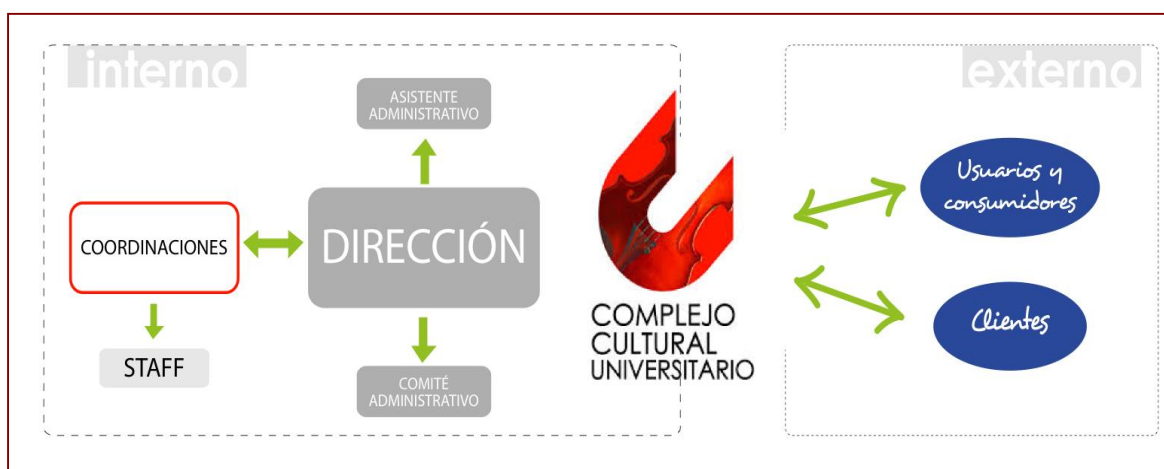 interno
externo
ASISTENTE
ADMINISTRATIVO
COORDINACIONES
DIRECCIÓN
STAFF
COMITÉ
ADMINISTRATIVO
COMPLEJO
CULTURAL
UNIVERSITARIO
Usuarios y
consumidores
Clientes